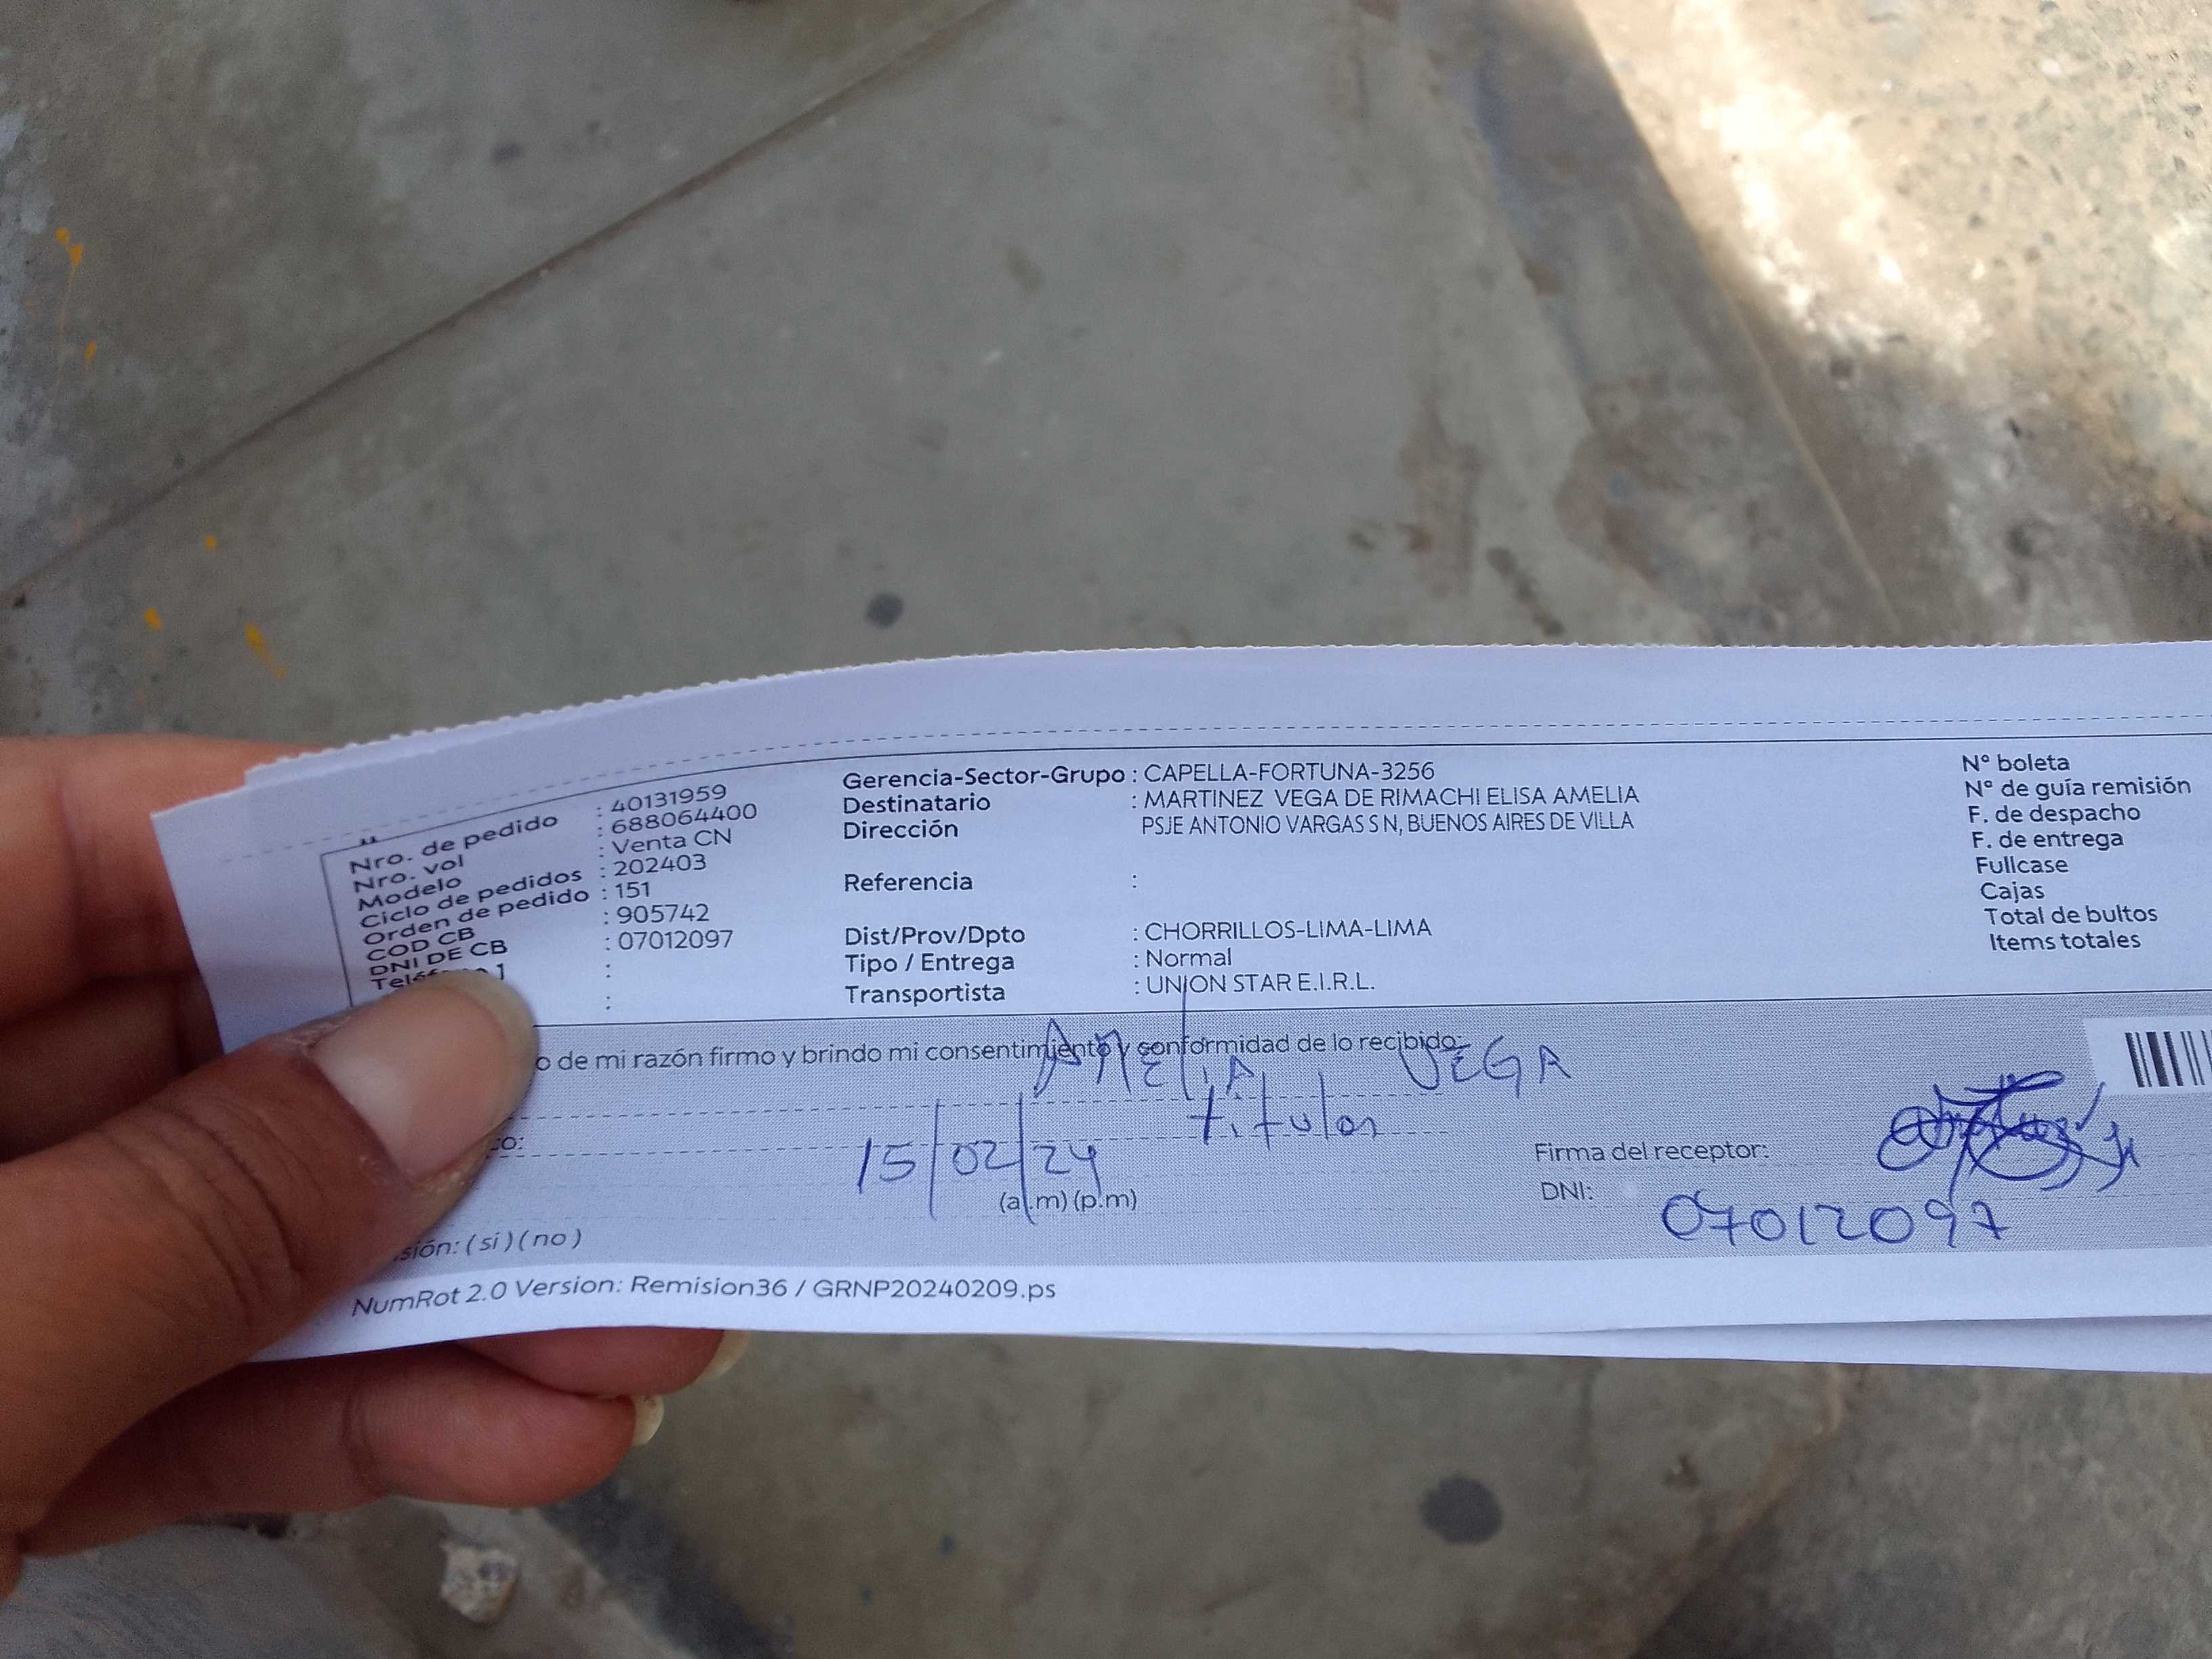 Nro. de pedido : 40131959
Nro. vol : 688064400
Modelo : Venta CN
Ciclo de pedidos : 202403
Orden de pedido : 151
COD CB : 905742
DNI DE CB : 07012097
1 :
:
Gerencia-Sector-Grupo : CAPELLA-FORTUNA-3256
Destinatario : MARTINEZ VEGA DE RIMACHI ELISA AMELIA
Dirección PSJE ANTONIO VARGAS S N, BUENOS AIRES DE VILLA
Referencia :
Dist/Prov/Dpto : CHORRILLOS-LIMA-LIMA
Tipo / Entrega : Normal
Transportista : UNION STAR E.I.R.L.
N° boleta
N° de guía remisión
F. de despacho
F. de entrega
Fullcase
Cajas
Total de bultos
Items totales
o de mi razón firmo y brindo mi consentimiento y conformidad de lo recibido.
AMELIA VEGA
titular
15/02/24
(a.m) (p.m)
Firma del receptor:
DNI: 07012097
sión: (si) (no)
NumRot 2.0 Version: Remision36 / GRNP20240209.ps